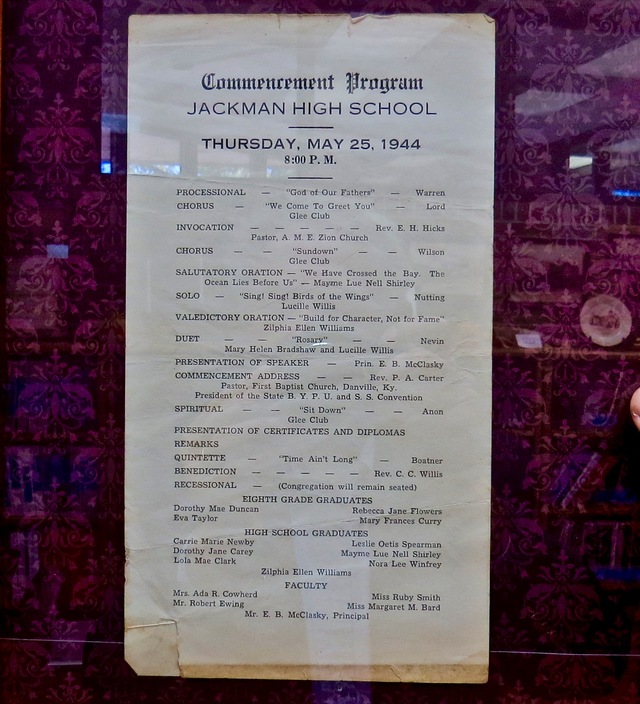 Commencement Program
JACKMAN HIGH SCHOOL
THURSDAY, MAY 25, 1944
8:00 P. M.
PROCESSIONAL — "God of Our Fathers" — Warren
CHORUS — "We Come To Greet You" — Lord
Glee Club
INVOCATION — — — — — Rev. E. H. Hicks
Pastor, A. M. E. Zion Church
CHORUS — "Sundown" — — Wilson
Glee Club
SALUTATORY ORATION — "We Have Crossed the Bay. The
Ocean Lies Before Us" — Mayme Lue Nell Shirley
SOLO — "Sing! Sing! Birds of the Wings" — Nutting
Lucille Willis
VALEDICTORY ORATION — "Build for Character, Not for Fame"
Zilphia Ellen Williams
DUET — — "Rosary" — — Nevin
Mary Helen Bradshaw and Lucille Willis
PRESENTATION OF SPEAKER — Prin. E. B. McClasky
COMMENCEMENT ADDRESS — — Rev. P. A. Carter
Pastor, First Baptist Church, Danville, Ky.
President of the State B. Y. P. U. and S. S. Convention
SPIRITUAL — — "Sit Down" — — Anon
Glee Club
PRESENTATION OF CERTIFICATES AND DIPLOMAS
REMARKS
QUINTETTE — "Time Ain't Long" — Boatner
BENEDICTION — — — — Rev. C. C. Willis
RECESSIONAL — (Congregation will remain seated)
EIGHTH GRADE GRADUATES
Dorothy Mae Duncan Rebecca Jane Flowers
Eva Taylor Mary Frances Curry
HIGH SCHOOL GRADUATES
Carrie Marie Newby Leslie Oetis Spearman
Dorothy Jane Carey Mayme Lue Nell Shirley
Lola Mae Clark Nora Lee Winfrey
Zilphia Ellen Williams
FACULTY
Mrs. Ada R. Cowherd Miss Ruby Smith
Mr. Robert Ewing Miss Margaret M. Bard
Mr. E. B. McClasky, Principal